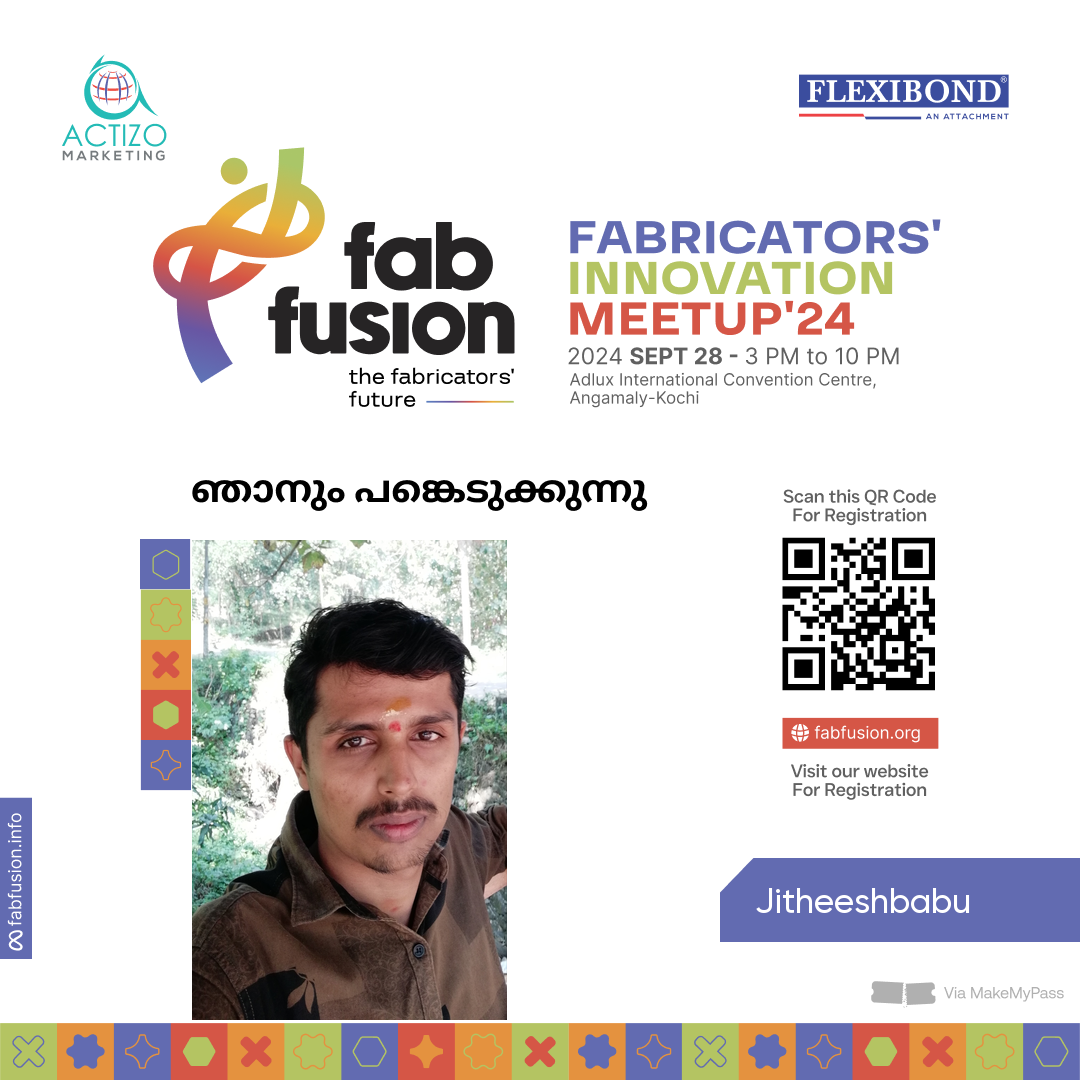 ACTIZO
MARKETING
FLEXIBOND®
AN ATTACHMENT
fab
fusion
the fabricators'
future
FABRICATORS'
INNOVATION
MEETUP'24
2024 SEPT 28 - 3 PM to 10 PM
Adlux International Convention Centre,
Angamaly-Kochi
ഞാനും പങ്കെടുക്കുന്നു
Scan this QR Code
For Registration
fabfusion.org
Visit our website
For Registration
fabfusion.info
Jitheeshbabu
Via MakeMyPass